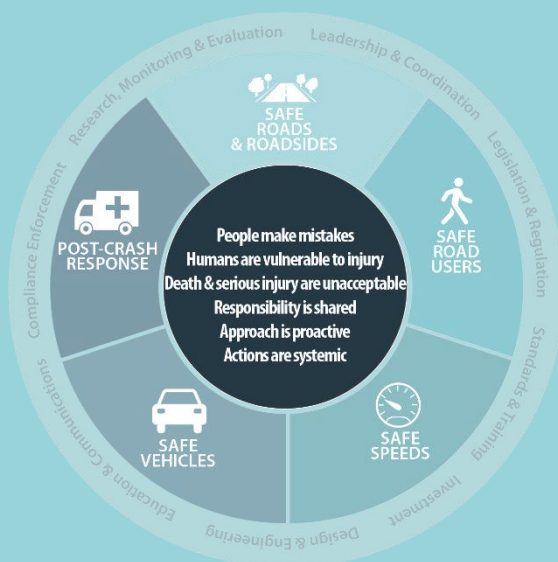 Research, Monitoring & Evaluation
Leadership & Coordination
Legislation & Regulation
Standards & Training
Investment
Design & Engineering
Education & Communications
Compliance Enforcement
SAFE
ROADS
& ROADSIDES
SAFE
ROAD
USERS
SAFE
SPEEDS
SAFE
VEHICLES
POST-CRASH
RESPONSE
People make mistakes
Humans are vulnerable to injury
Death & serious injury are unacceptable
Responsibility is shared
Approach is proactive
Actions are systemic